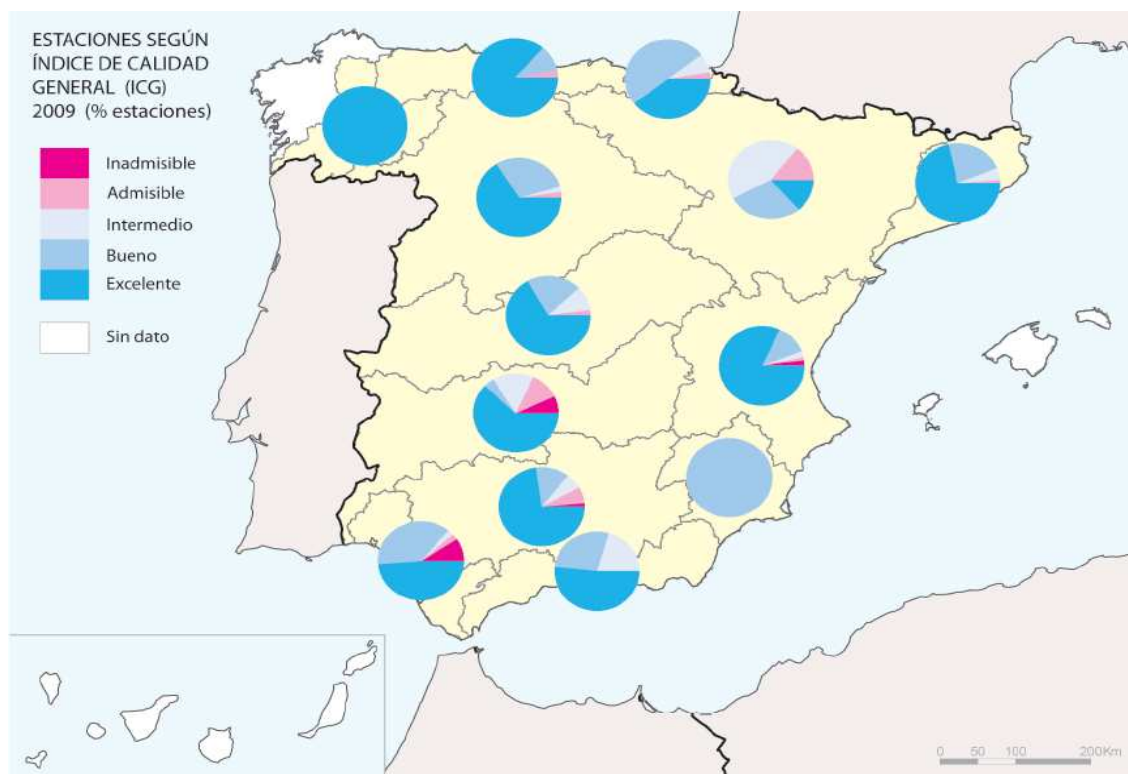 ESTACIONES SEGÚN
ÍNDICE DE CALIDAD
GENERAL (ICG)
2009 (% estaciones)
Inadmisible
Admisible
Intermedio
Bueno
Excelente
Sin dato
0 50 100 200Km